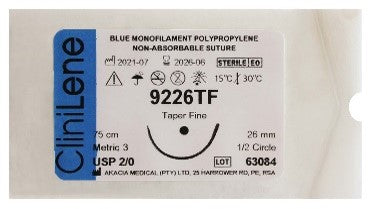 CliniLene
BLUE MONOFILAMENT POLYPROPYLENE
NON-ABSORBABLE SUTURE
2021-07 2026-06 STERILE EO
15°C 30°C
9226TF
Taper Fine
75 cm 26 mm
Metric 3 1/2 Circle
USP 2/0 LOT 63084
AKACIA MEDICAL (PTY) LTD, 25 HARROWER RD, PE, RSA